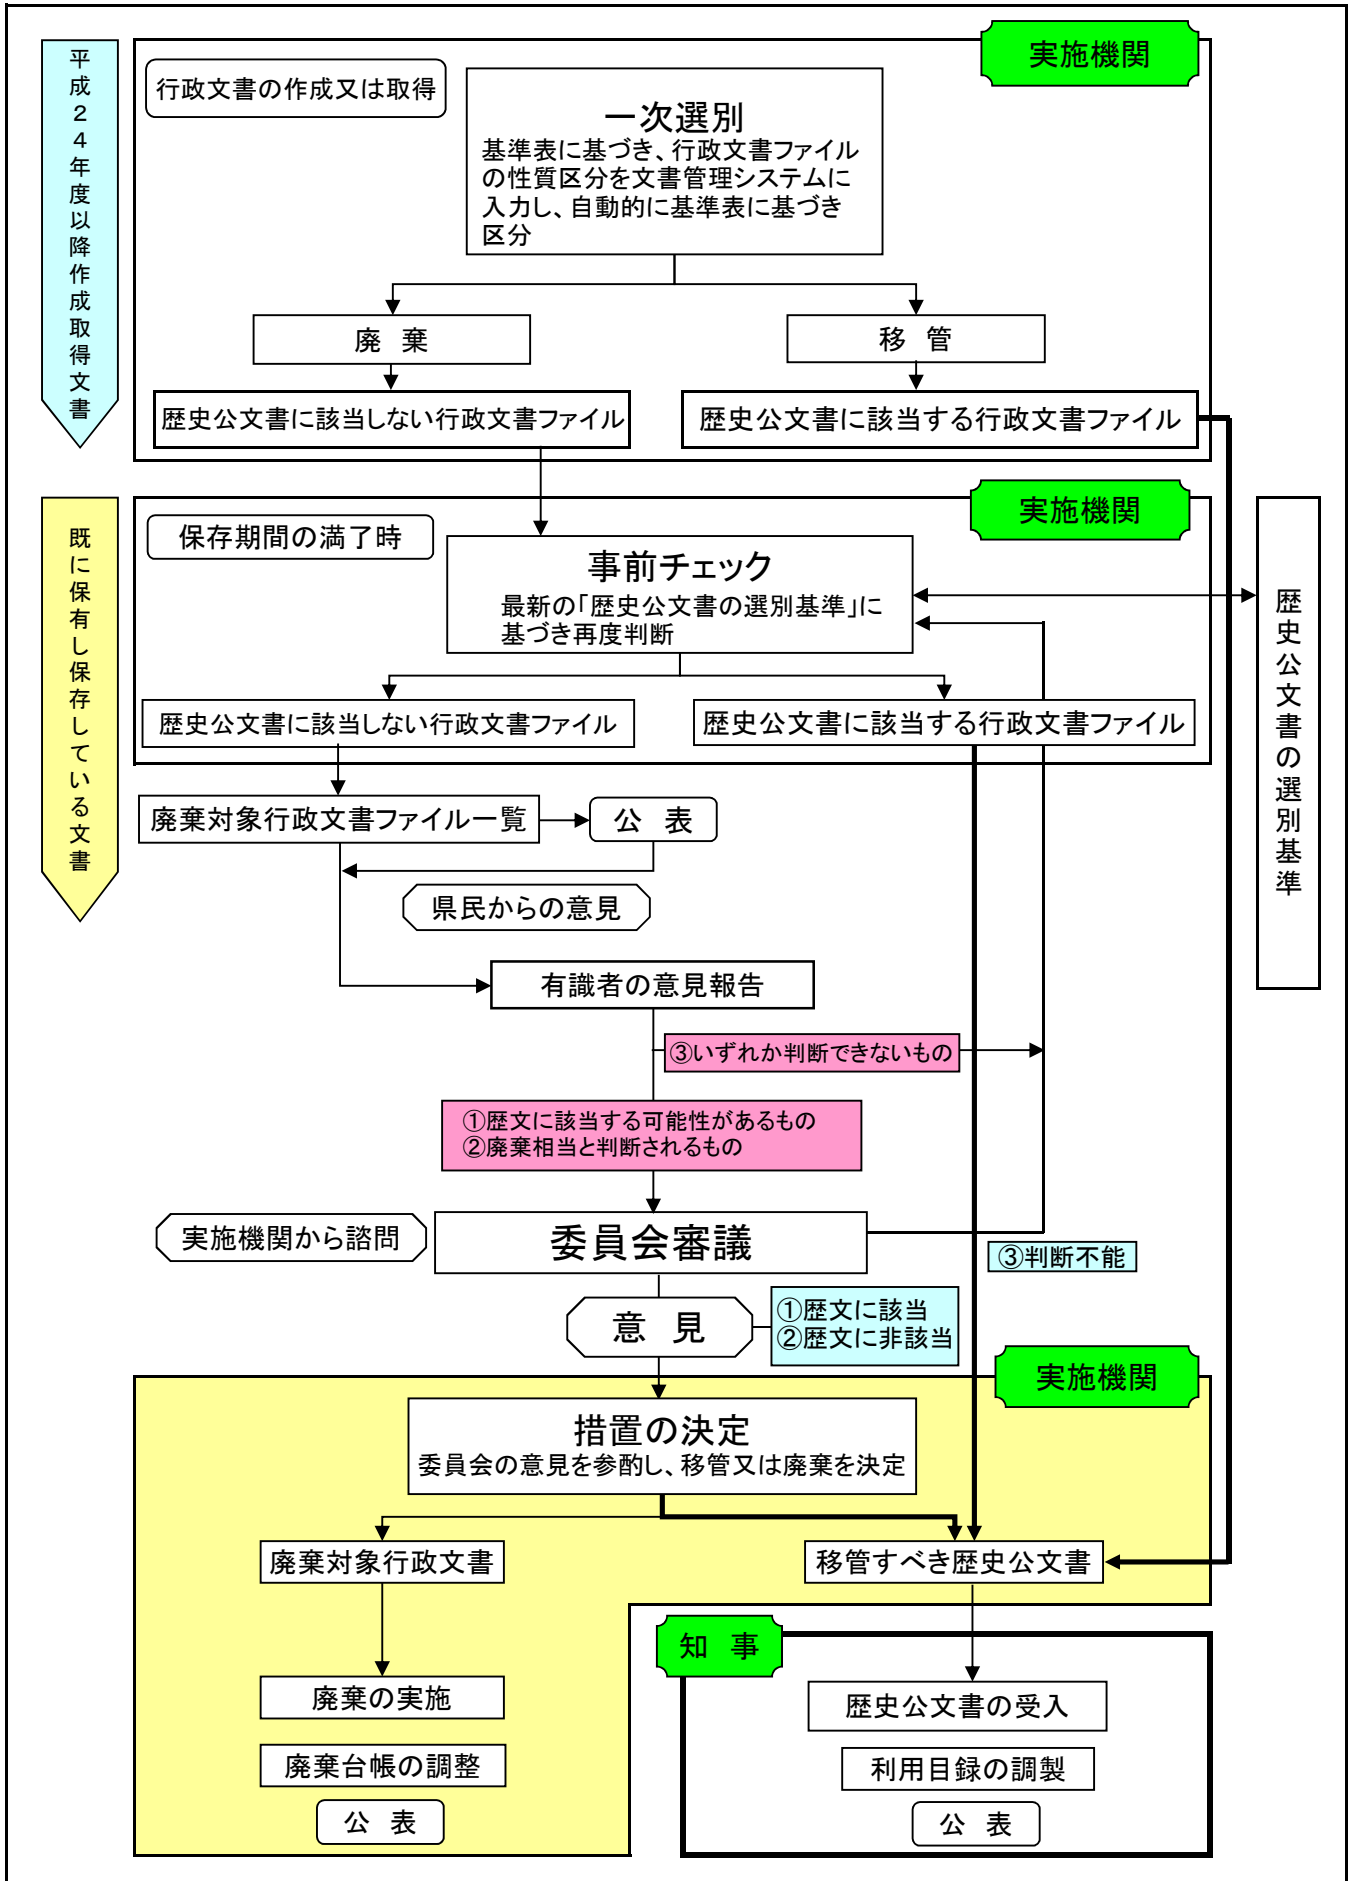 実施機関
平成２４年度以降作成取得文書
行政文書の作成又は取得
一次選別
基準表に基づき、行政文書ファイル
の性質区分を文書管理システムに
入力し、自動的に基準表に基づき
区分
廃　棄
移　管
歴史公文書に該当しない行政文書ファイル
歴史公文書に該当する行政文書ファイル
実施機関
既に保有し保存している文書
保存期間の満了時
事前チェック
最新の「歴史公文書の選別基準」に
基づき再度判断
歴史公文書の選別基準
歴史公文書に該当しない行政文書ファイル
歴史公文書に該当する行政文書ファイル
廃棄対象行政文書ファイル一覧
公　表
県民からの意見
有識者の意見報告
③いずれか判断できないもの
①歴文に該当する可能性があるもの
②廃棄相当と判断されるもの
実施機関から諮問
委員会審議
③判断不能
意　見
①歴文に該当
②歴文に非該当
実施機関
措置の決定
委員会の意見を参酌し、移管又は廃棄を決定
廃棄対象行政文書
移管すべき歴史公文書
知　事
廃棄の実施
歴史公文書の受入
廃棄台帳の調整
利用目録の調製
公　表
公　表